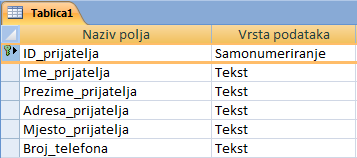 Tablica1
Naziv polja Vrsta podataka
ID_prijatelja Samonumeriranje
Ime_prijatelja Tekst
Prezime_prijatelja Tekst
Adresa_prijatelja Tekst
Mjesto_prijatelja Tekst
Broj_telefona Tekst